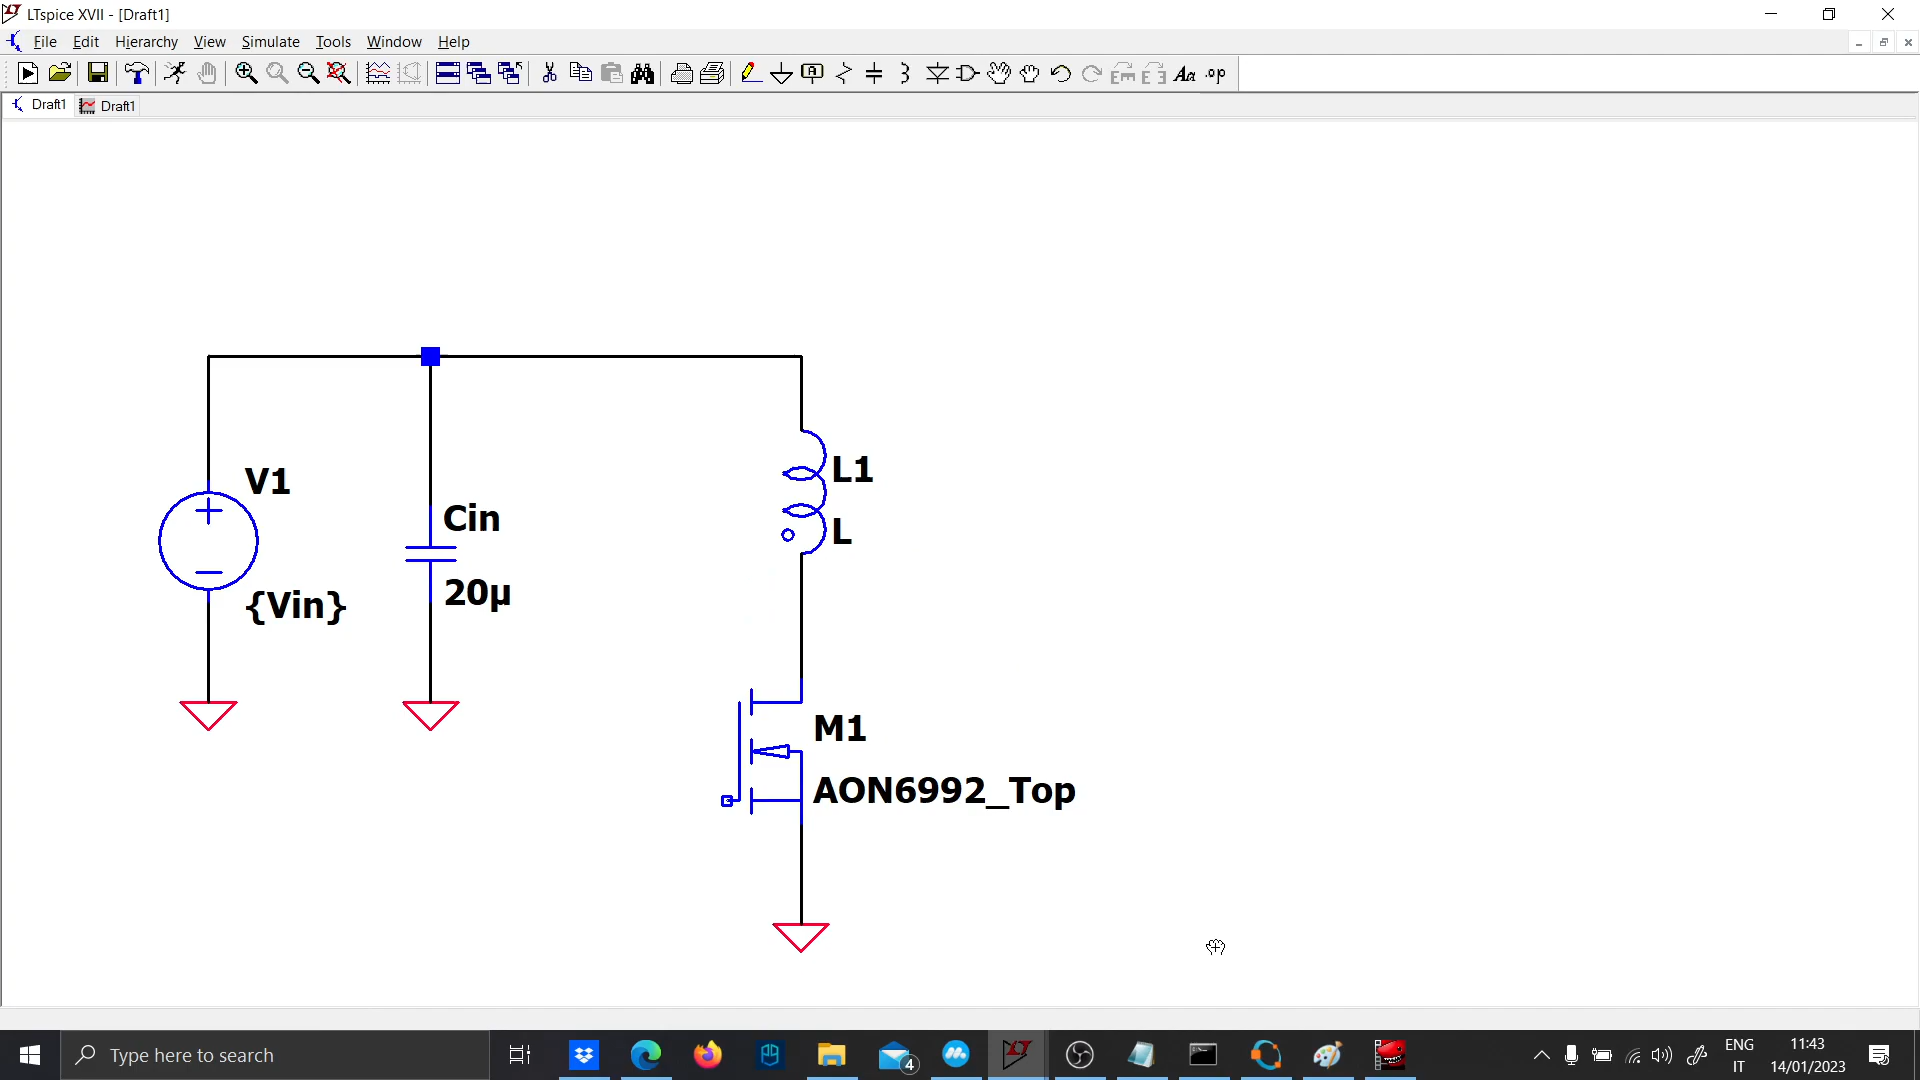 LTspice XVII - [Draft1]
File Edit Hierarchy View Simulate Tools Window Help
Draft1 Draft1
V1
{Vin}
Cin
20µ
L1
L
M1
AON6992_Top
Type here to search
4
ENG
IT
11:43
14/01/2023